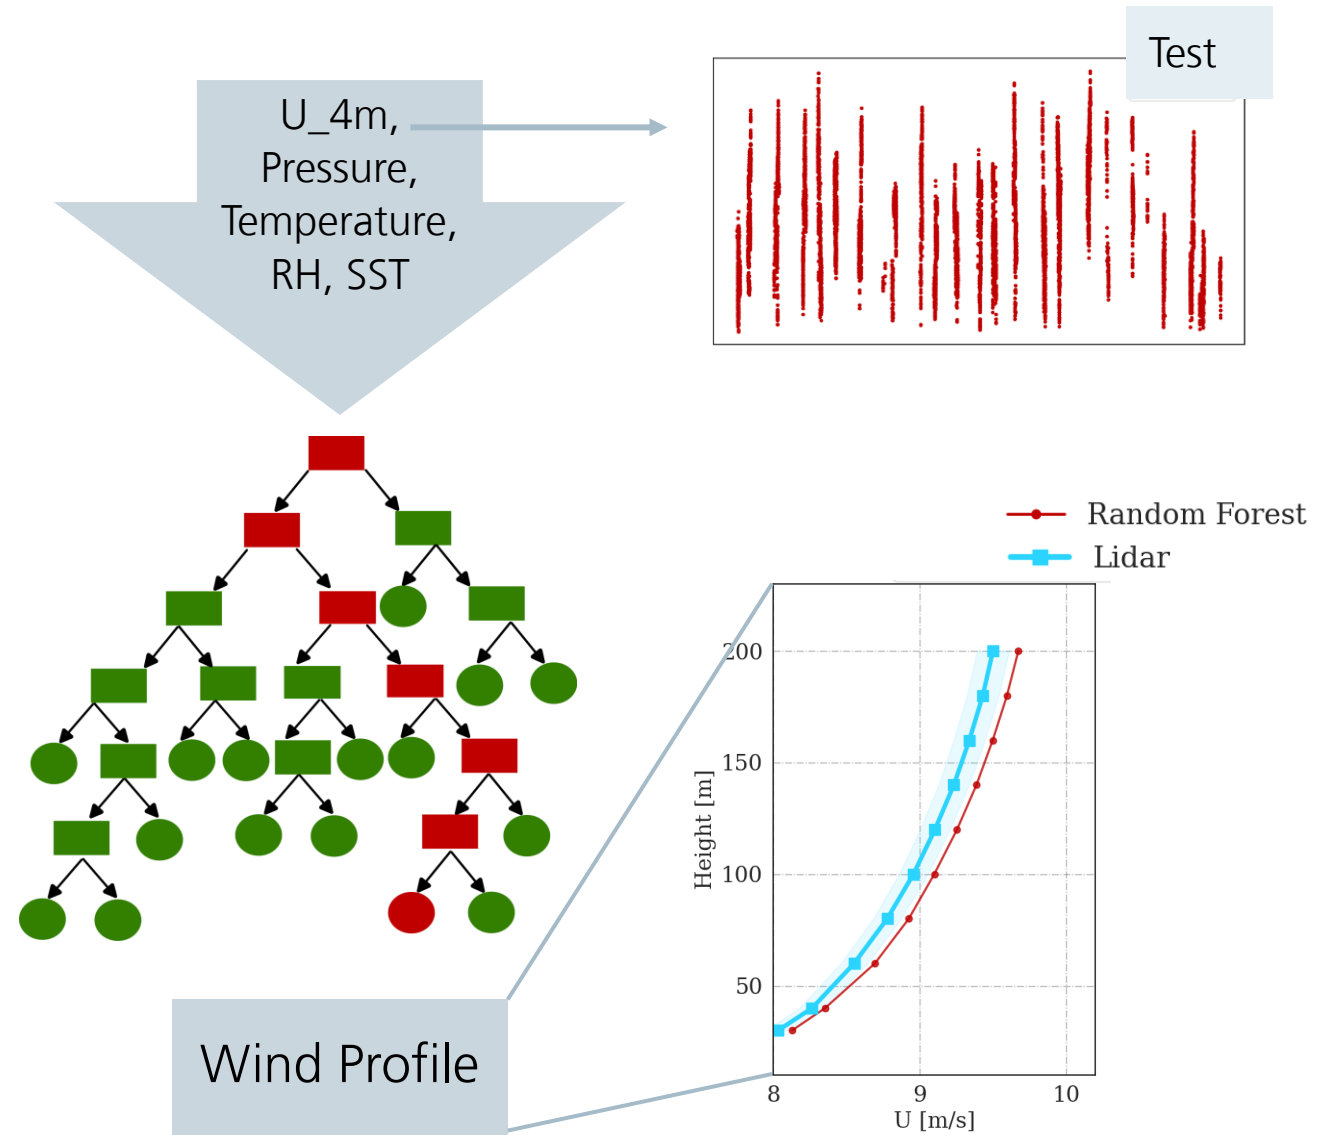 U_4m,
Pressure,
Temperature,
RH, SST
Test
Random Forest
Lidar
200
150
100
50
Height [m]
8
9
10
U [m/s]
Wind Profile